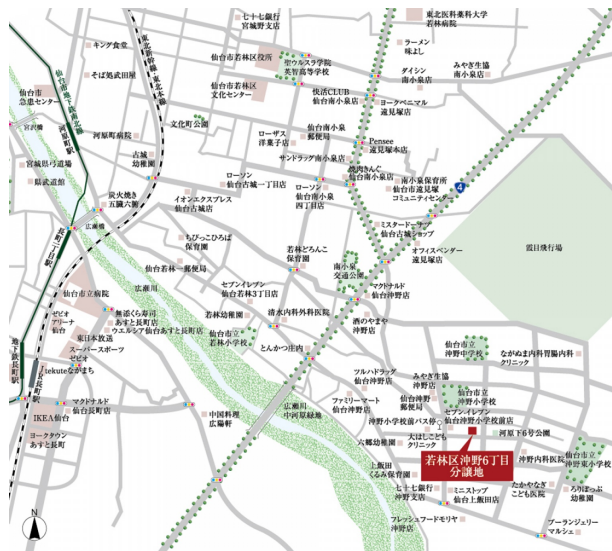 七十七銀行
宮城野支店
東北医科薬科大学
若林病院
キング食堂
聖ウルスラ学院
英智高等学校
仙台市若林区役所
ラーメン
味よし
みやぎ生協
南小泉店
ダイシン
南小泉店
そば処武田屋
東北新幹線・東北本線
仙台市地下鉄南北線
仙台市
急患センター
仙台市若林区
文化センター
快活CLUB
仙台南小泉店
ヨークベニマル
遠見塚店
宮沢橋
河原町駅
河原町病院
文化町公園
ローザス
洋菓子店
仙台南小泉
郵便局
Pensee
遠見塚本店
古城
幼稚園
サンドラッグ南小泉店
宮城県弓道場
県武道館
焼肉きんぐ
仙台南小泉店
南小泉保育所
仙台市遠見塚
コミュニティセンター
4
ローソン
仙台古城一丁目店
ローソン
仙台南小泉
四丁目店
炭火焼き
五臓六腑
イオンエクスプレス
仙台古城店
ミスタードーナツ
仙台古城ショップ
広瀬橋
長町一丁目駅
ちびっこひろば
保育園
若林どろんこ
保育園
オフィスベンダー
遠見塚店
霞目飛行場
仙台若林一郵便局
南小泉
交通公園
広瀬川
セブンイレブン
仙台若林3丁目店
マクドナルド
仙台沖野店
仙台市立病院
若林幼稚園
清水内科外科医院
酒のやまや
沖野店
ゼビオ
アリーナ
仙台
無添くら寿司
あすと長町店
仙台市立
若林小学校
ウエルシア仙台あすと長町店
東日本放送
仙台市立
沖野中学校
とんかつ庄内
ながぬま内科胃腸内科
クリニック
スーパースポーツ
ゼビオ
地下鉄長町駅
JR長町駅
tekuteながまち
ツルハドラッグ
仙台沖野店
みやぎ生協
沖野店
仙台市立
沖野小学校
ファミリーマート
仙台沖野店
仙台沖野
郵便局
マクドナルド
仙台長町店
広瀬川
中河原緑地
セブンイレブン
仙台沖野小学校前店
中国料理
広陽軒
沖野小学校前バス停
IKEA仙台
六郷幼稚園
大はしこども
クリニック
河原下6号公園
ヨークタウン
あすと長町
若林区沖野6丁目
分譲地
沖野内科医院
仙台市立
沖野東小学校
上飯田
くるみ保育園
七十七銀行
沖野支店
ミニストップ
仙台上飯田店
たかやなぎ
こども医院
ろりぽっぷ
幼稚園
フレッシュフードモリヤ
ブーランジェリー
マルシェ
N